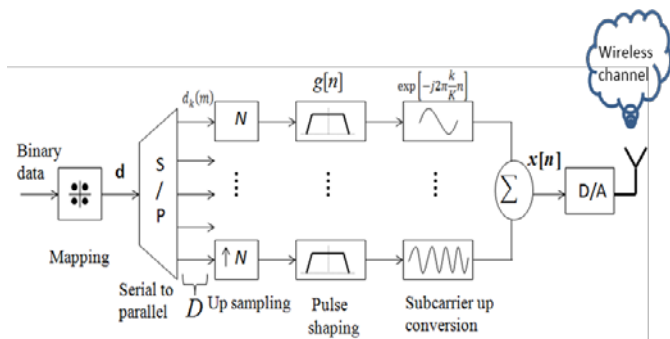 Wireless
channel
d_k(m)
g[n]
exp[-j2π k/K n]
N
Binary
data
d
S
/
P
x[n]
Σ
D/A
Mapping
↑ N
Serial to
parallel
D
Up sampling
Pulse
shaping
Subcarrier up
conversion